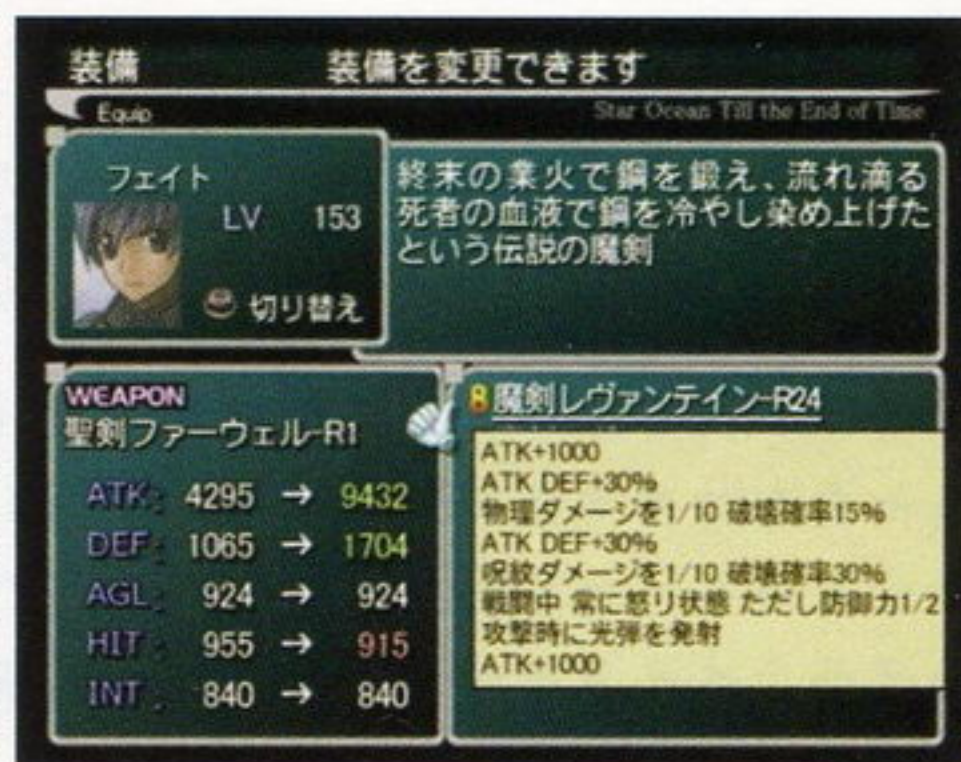 装備 装備を変更できます
Equip
Star Ocean Till the End of Time
フェイト
LV 153
切り替え
終末の業火で鋼を鍛え、流れ滴る
死者の血液で鋼を冷やし染め上げた
という伝説の魔剣
WEAPON
聖剣ファーウェル-R1
ATK: 4295 → 9432
DEF: 1065 → 1704
AGL: 924 → 924
HIT: 955 → 915
INT: 840 → 840
8 魔剣レヴァンテイン-R24
ATK+1000
ATK DEF+30%
物理ダメージを1/10 破壊確率15%
ATK DEF+30%
呪紋ダメージを1/10 破壊確率30%
戦闘中 常に怒り状態 ただし防御力1/2
攻撃時に光弾を発射
ATK+1000